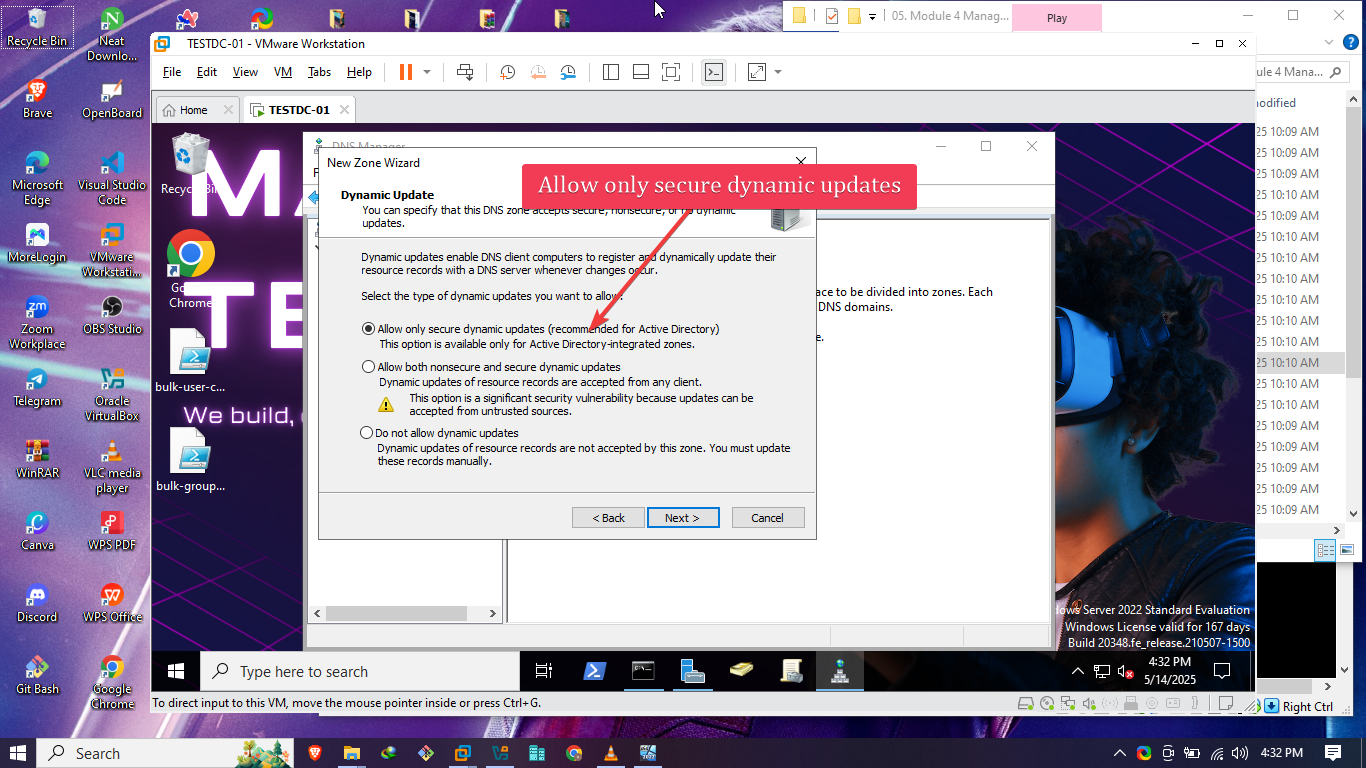 Recycle Bin
Neat
Downlo...
Brave
OpenBoard
Microsoft
Edge
Visual Studio
Code
MoreLogin
VMware
Workstati...
Zoom
Workplace
OBS Studio
Telegram
Oracle
VirtualBox
WinRAR
VLC media
player
Canva
WPS PDF
Discord
WPS Office
Git Bash
Google
Chrome
05. Module 4 Manag...
Play
ule 4 Mana...
odified
25 10:09 AM
25 10:09 AM
25 10:09 AM
25 10:10 AM
25 10:09 AM
25 10:09 AM
25 10:10 AM
25 10:10 AM
25 10:10 AM
25 10:10 AM
25 10:10 AM
25 10:10 AM
25 10:10 AM
25 10:10 AM
25 10:09 AM
25 10:09 AM
25 10:09 AM
25 10:09 AM
25 10:09 AM
TESTDC-01 - VMware Workstation
File Edit View VM Tabs Help
Home
TESTDC-01
Recycle Bin
Chrome
bulk-user-c...
bulk-group...
We build,
DNS Manager
New Zone Wizard
Allow only secure dynamic updates
Dynamic Update
You can specify that this DNS zone accepts secure, nonsecure, or no dynamic
updates.
Dynamic updates enable DNS client computers to register and dynamically update their
resource records with a DNS server whenever changes occur.
Select the type of dynamic updates you want to allow:
Allow only secure dynamic updates (recommended for Active Directory)
This option is available only for Active Directory-integrated zones.
Allow both nonsecure and secure dynamic updates
Dynamic updates of resource records are accepted from any client.
This option is a significant security vulnerability because updates can be
accepted from untrusted sources.
Do not allow dynamic updates
Dynamic updates of resource records are not accepted by this zone. You must update
these records manually.
< Back
Next >
Cancel
ace to be divided into zones. Each
DNS domains.
e.
dows Server 2022 Standard Evaluation
Windows License valid for 167 days
Build 20348.fe_release.210507-1500
Type here to search
4:32 PM
5/14/2025
To direct input to this VM, move the mouse pointer inside or press Ctrl+G.
Right Ctrl
Search
4:32 PM